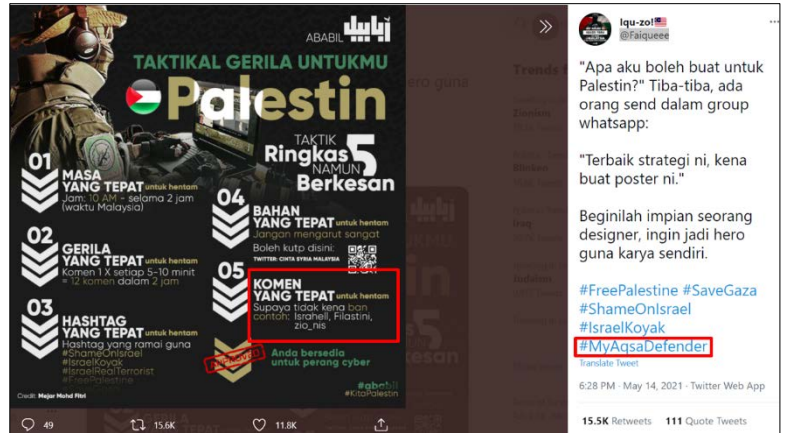 ABABIL أبابيل
TAKTIKAL GERILA UNTUKMU
Palestin
TAKTIK
Ringkas 5
NAMUN
Berkesan
01
MASA
YANG TEPAT untuk hentam
Jam: 10 AM - selama 2 jam
(waktu Malaysia)
02
GERILA
YANG TEPAT untuk hentam
Komen 1 X setiap 5-10 minit
= 12 komen dalam 2 jam
03
HASHTAG
YANG TEPAT untuk hentam
Hashtag yang ramai guna
#ShameOnIsrael
#IsraelKoyak
#IsraelRealTerrorist
#FreePalestine
04
BAHAN
YANG TEPAT untuk hentam
Jangan mengarut sangat
Boleh kutp disini:
TWITTER: CINTA SYRIA MALAYSIA
05
KOMEN
YANG TEPAT untuk hentam
Supaya tidak kena ban
contoh: Israhell, Filastini,
zio_nis
Anda bersedia
untuk perang cyber
#ababil
#KitaPalestin
Credit: Mejar Mohd Fitri
49
15.6K
11.8K
Trends
Zionism
Iraq
Iqu-zo!
@Faiqueee
"Apa aku boleh buat untuk
Palestin?" Tiba-tiba, ada
orang send dalam group
whatsapp:
"Terbaik strategi ni, kena
buat poster ni."
Beginilah impian seorang
designer, ingin jadi hero
guna karya sendiri.
#FreePalestine #SaveGaza
#ShameOnIsrael
#IsraelKoyak
#MyAqsaDefender
Translate Tweet
6:28 PM · May 14, 2021 · Twitter Web App
15.5K Retweets 111 Quote Tweets